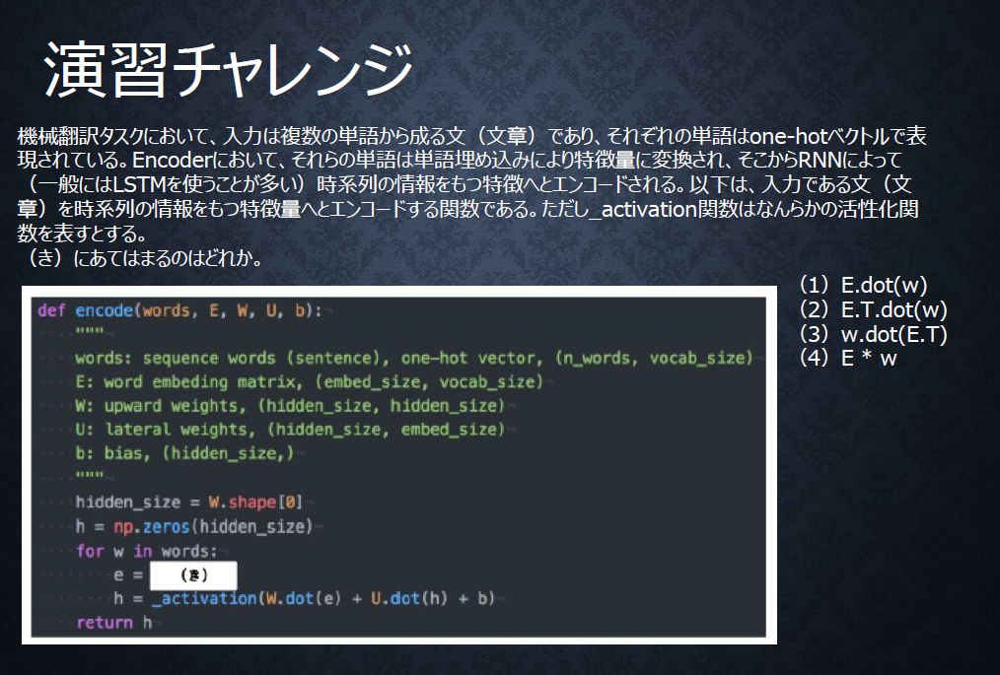 演習チャレンジ
機械翻訳タスクにおいて、入力は複数の単語から成る文（文章）であり、それぞれの単語はone-hotベクトルで表
現されている。Encoderにおいて、それらの単語は単語埋め込みにより特徴量に変換され、そこからRNNによって
（一般にはLSTMを使うことが多い）時系列の情報をもつ特徴へとエンコードされる。以下は、入力である文（文
章）を時系列の情報をもつ特徴量へとエンコードする関数である。ただし_activation関数はなんらかの活性化関
数を表すとする。
（き）にあてはまるのはどれか。
def encode(words, E, W, U, b):
"""
words: sequence words (sentence), one-hot vector, (n_words, vocab_size)
E: word embeding matrix, (embed_size, vocab_size)
W: upward weights, (hidden_size, hidden_size)
U: lateral weights, (hidden_size, embed_size)
b: bias, (hidden_size,)
"""
hidden_size = W.shape[0]
h = np.zeros(hidden_size)
for w in words:
e = （き）
h = _activation(W.dot(e) + U.dot(h) + b)
return h
（1）E.dot(w)
（2）E.T.dot(w)
（3）w.dot(E.T)
（4）E * w